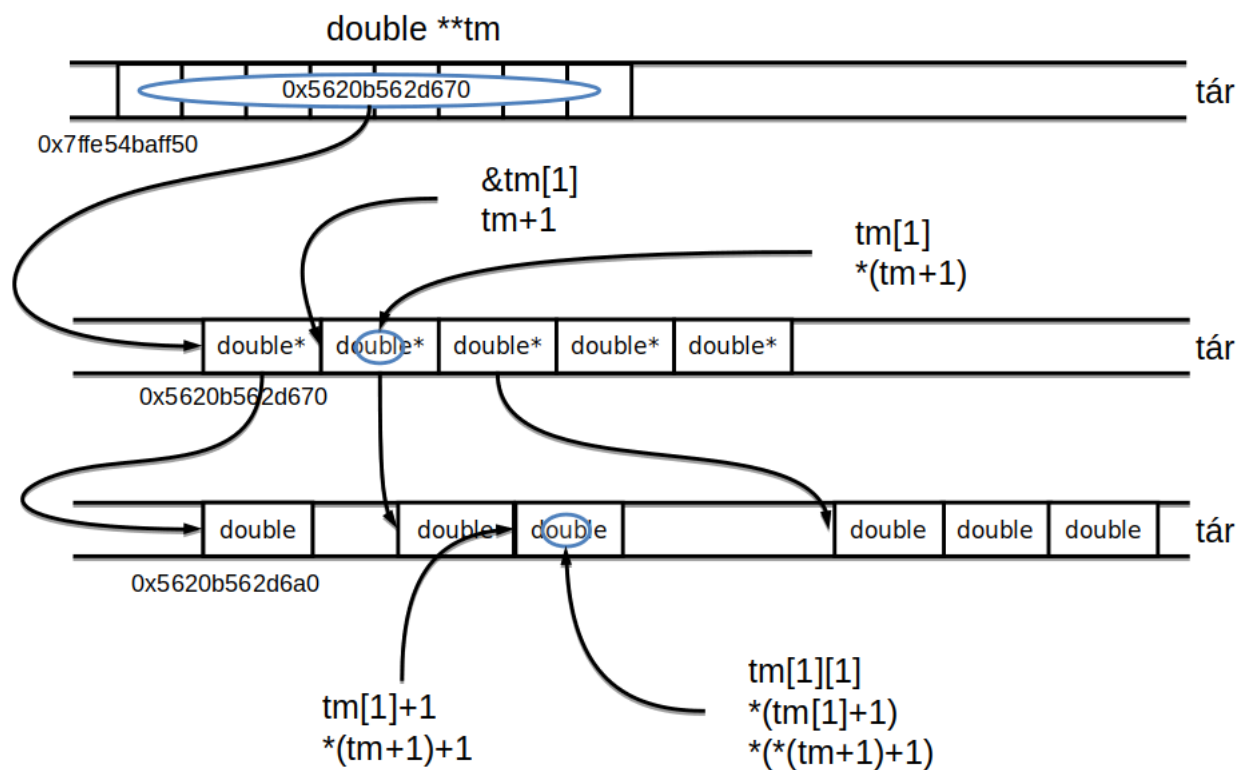 double **tm
0x5620b562d670
tár
0x7ffe54baff50
&tm[1]
tm+1
tm[1]
*(tm+1)
double* double* double* double* double*
tár
0x5620b562d670
double double double double double double
tár
0x5620b562d6a0
tm[1]+1
*(tm+1)+1
tm[1][1]
*(tm[1]+1)
*(*(tm+1)+1)